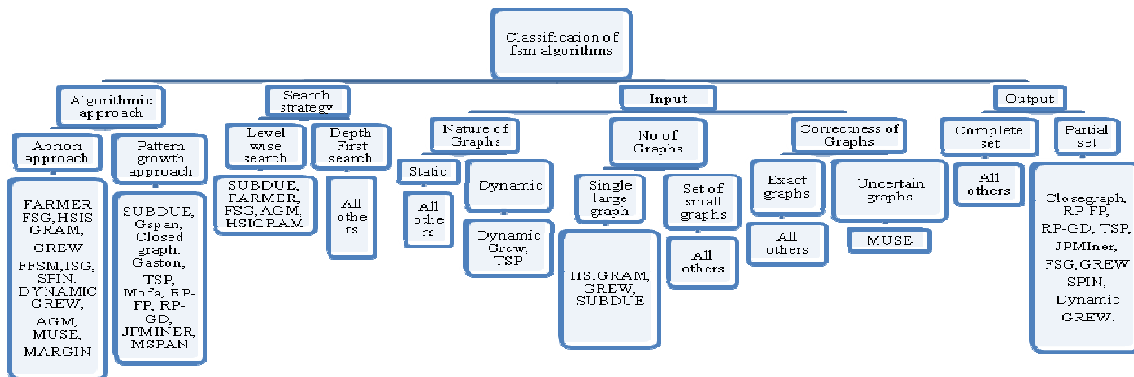 Classification of
fsm algorithms
Algorithmic
approach
Search
strategy
Input
Output
Apriori
approach
Pattern
growth
approach
Level
wise
search
Depth
First
search
Nature of
Graphs
No of
Graphs
Correctness of
Graphs
Complete
set
Partial
set
Static
Dynamic
Single
large
graph
Set of
small
graphs
Exact
graphs
Uncertain
graphs
All
others
FARMER
FSG, HSIS
GRAM,
GREW
FFSM, ISG,
SPIN,
DYNAMIC
GREW,
AGM,
MUSE,
MARGIN
SUBDUE,
Gspan,
Closed
graph,
Gaston,
TSP,
Mofa, RP-
FP, RP-
GD,
JPMINER,
MSPAN
SUBDUE,
FARMER,
FSG, AGM,
HSIGRAM
All
othe
rs
All
othe
rs
Dynamic
Grew,
TSP
HSIGRAM,
GREW,
SUBDUE
All
others
All
others
MUSE
Closegraph,
RP FP,
RP-GD, TSP,
JPMIner,
FSG, GREW
SPIN,
Dynamic
GREW.